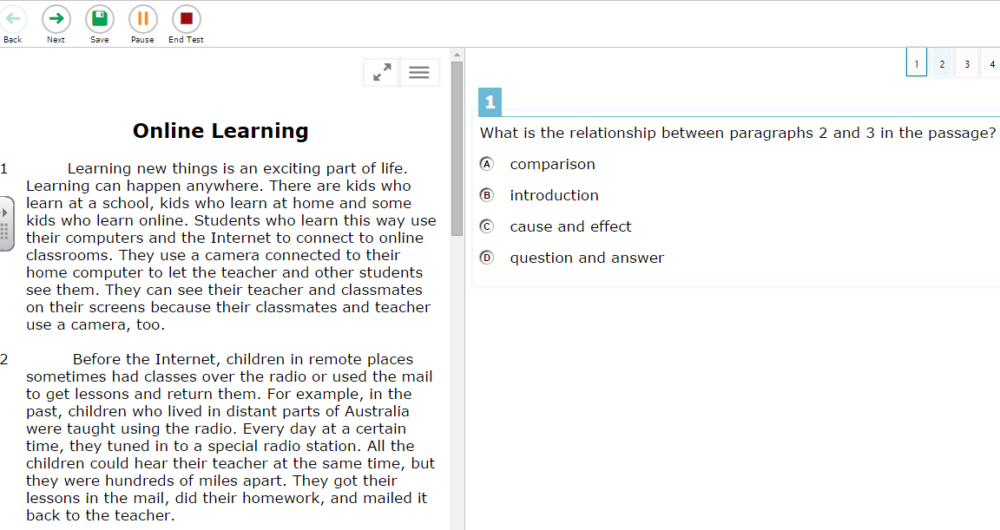 Back Next Save Pause End Test
1 2 3 4
Online Learning
1 Learning new things is an exciting part of life.
Learning can happen anywhere. There are kids who
learn at a school, kids who learn at home and some
kids who learn online. Students who learn this way use
their computers and the Internet to connect to online
classrooms. They use a camera connected to their
home computer to let the teacher and other students
see them. They can see their teacher and classmates
on their screens because their classmates and teacher
use a camera, too.
2 Before the Internet, children in remote places
sometimes had classes over the radio or used the mail
to get lessons and return them. For example, in the
past, children who lived in distant parts of Australia
were taught using the radio. Every day at a certain
time, they tuned in to a special radio station. All the
children could hear their teacher at the same time, but
they were hundreds of miles apart. They got their
lessons in the mail, did their homework, and mailed it
back to the teacher.
1
What is the relationship between paragraphs 2 and 3 in the passage?
A comparison
B introduction
C cause and effect
D question and answer